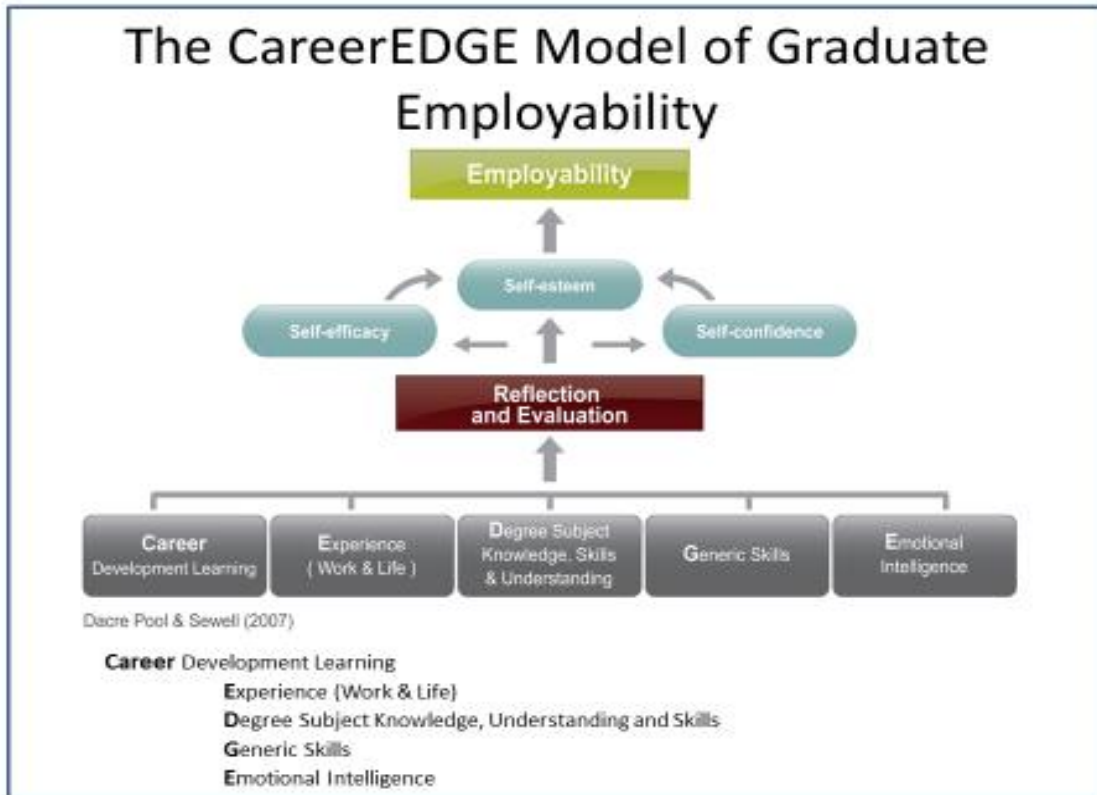 The CareerEDGE Model of Graduate
Employability
Employability
Self-esteem
Self-efficacy
Self-confidence
Reflection
and Evaluation
Career
Development Learning
Experience
( Work & Life )
Degree Subject
Knowledge, Skills
& Understanding
Generic Skills
Emotional
Intelligence
Dacre Pool & Sewell (2007)
Career Development Learning
Experience (Work & Life)
Degree Subject Knowledge, Understanding and Skills
Generic Skills
Emotional Intelligence